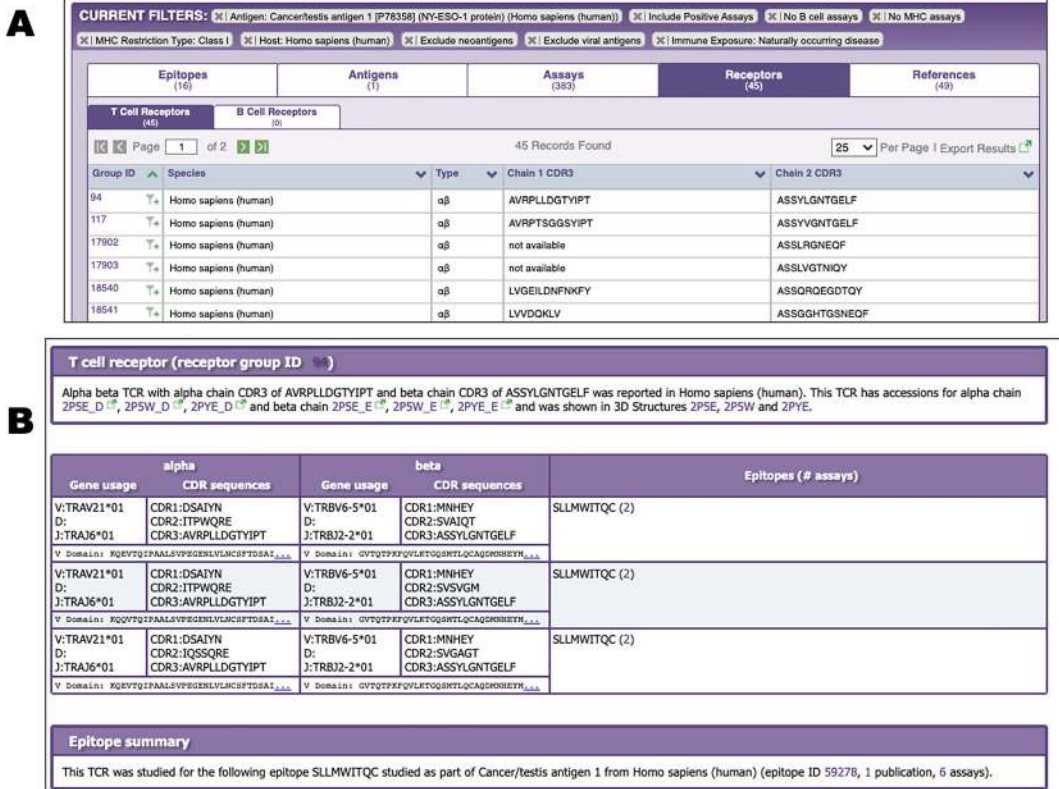 A
CURRENT FILTERS: Antigen: Cancer/testis antigen 1 [P78358] (NY-ESO-1 protein) (Homo sapiens (human)) Include Positive Assays No B cell assays No MHC assays
MHC Restriction Type: Class I Host: Homo sapiens (human) Exclude neoantigens Exclude viral antigens Immune Exposure: Naturally occurring disease
Epitopes (16) Antigens (1) Assays (383) Receptors (45) References (49)
T Cell Receptors (45) B Cell Receptors (0)
Page 1 of 2 45 Records Found 25 Per Page | Export Results
Group ID Species Type Chain 1 CDR3 Chain 2 CDR3
94 Homo sapiens (human) αβ AVRPLLDGTYIPT ASSYLGNTGELF
117 Homo sapiens (human) αβ AVRPTSGGSYIPT ASSYVGNTGELF
17902 Homo sapiens (human) αβ not available ASSLRGNEQF
17903 Homo sapiens (human) αβ not available ASSLVGTNIQY
18540 Homo sapiens (human) αβ LVGEILDNFNKFY ASSQRQEGDTQY
18541 Homo sapiens (human) αβ LVVDQKLV ASSGGHTGSNEQF
B
T cell receptor (receptor group ID 94)
Alpha beta TCR with alpha chain CDR3 of AVRPLLDGTYIPT and beta chain CDR3 of ASSYLGNTGELF was reported in Homo sapiens (human). This TCR has accessions for alpha chain
2P5E_D, 2P5W_D, 2PYE_D and beta chain 2P5E_E, 2P5W_E, 2PYE_E and was shown in 3D Structures 2P5E, 2P5W and 2PYE.
alpha beta Epitopes (# assays)
Gene usage CDR sequences Gene usage CDR sequences
V:TRAV21*01 CDR1:DSAIYN V:TRBV6-5*01 CDR1:MNHEY SLLMWITQC (2)
D: CDR2:ITPWQRE D: CDR2:SVAIQT
J:TRAJ6*01 CDR3:AVRPLLDGTYIPT J:TRBJ2-2*01 CDR3:ASSYLGNTGELF
V Domain: KQEVTQIPAALSVPEGENLVLNCSFTDSAI... V Domain: GVTQTPKFQVLKTGQSMTLQCAQDMNHEYM...
V:TRAV21*01 CDR1:DSAIYN V:TRBV6-5*01 CDR1:MNHEY SLLMWITQC (2)
D: CDR2:ITPWQRE D: CDR2:SVSVGM
J:TRAJ6*01 CDR3:AVRPLLDGTYIPT J:TRBJ2-2*01 CDR3:ASSYLGNTGELF
V Domain: KQQVTQIPAALSVPEGENLVLNCSFTDSAI... V Domain: GVTQTPKFQVLKTGQSMTLQCAQDMNHEYM...
V:TRAV21*01 CDR1:DSAIYN V:TRBV6-5*01 CDR1:MNHEY SLLMWITQC (2)
D: CDR2:IQSSQRE D: CDR2:SVGAGT
J:TRAJ6*01 CDR3:AVRPLLDGTYIPT J:TRBJ2-2*01 CDR3:ASSYLGNTGELF
V Domain: KQEVTQIPAALSVPEGENLVLNCSFTDSAI... V Domain: GVTQTPKFQVLKTGQSMTLQCAQDMNHEYM...
Epitope summary
This TCR was studied for the following epitope SLLMWITQC studied as part of Cancer/testis antigen 1 from Homo sapiens (human) (epitope ID 59278, 1 publication, 6 assays).